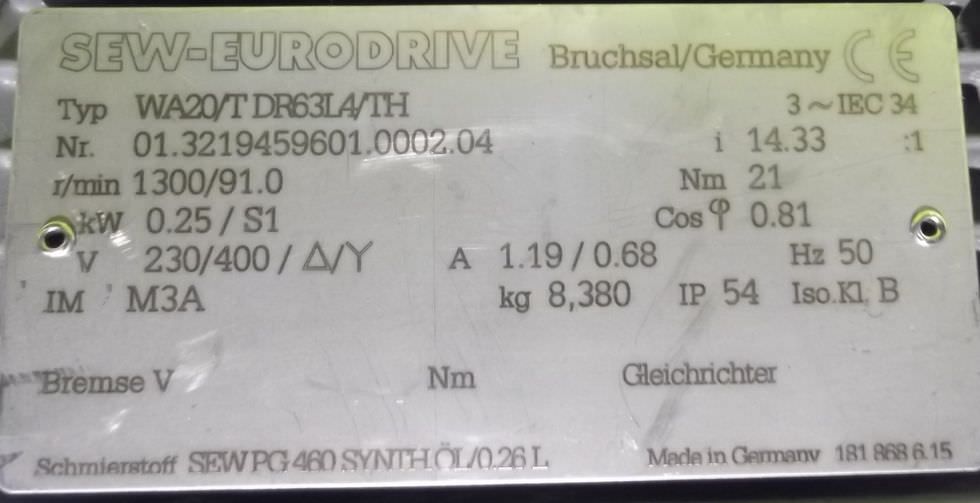 SEW-EURODRIVE Bruchsal/Germany CE
Typ WA20/T DR63L4/TH 3~IEC 34
Nr. 01.3219459601.0002.04 i 14.33 :1
r/min 1300/91.0 Nm 21
kW 0.25 / S1 Cos φ 0.81
V 230/400 / Δ/Y A 1.19 / 0.68 Hz 50
IM M3A kg 8,380 IP 54 Iso.Kl. B
Bremse V Nm Gleichrichter
Schmierstoff SEW PG 460 SYNTH.ÖL/0.26 L Made in Germany 181 868 6.15